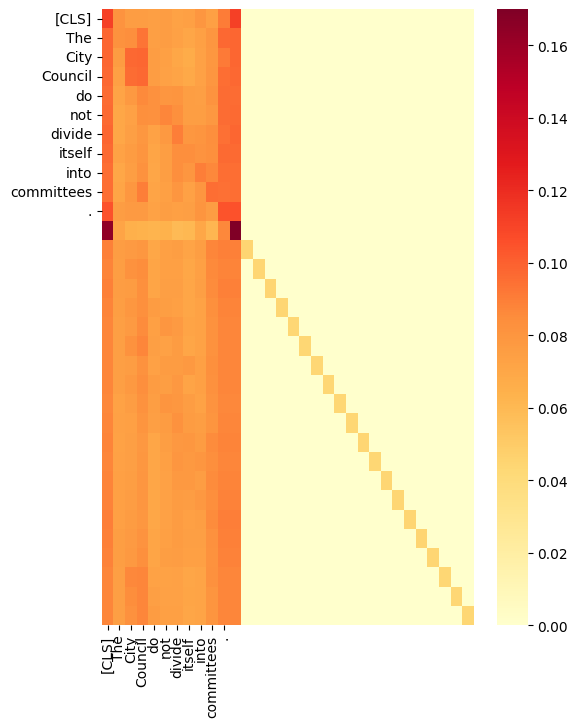 [CLS]
The
City
Council
do
not
divide
itself
into
committees
.
0.16
0.14
0.12
0.10
0.08
0.06
0.04
0.02
0.00
[CLS]
The
City
Council
do
not
divide
itself
into
committees
.